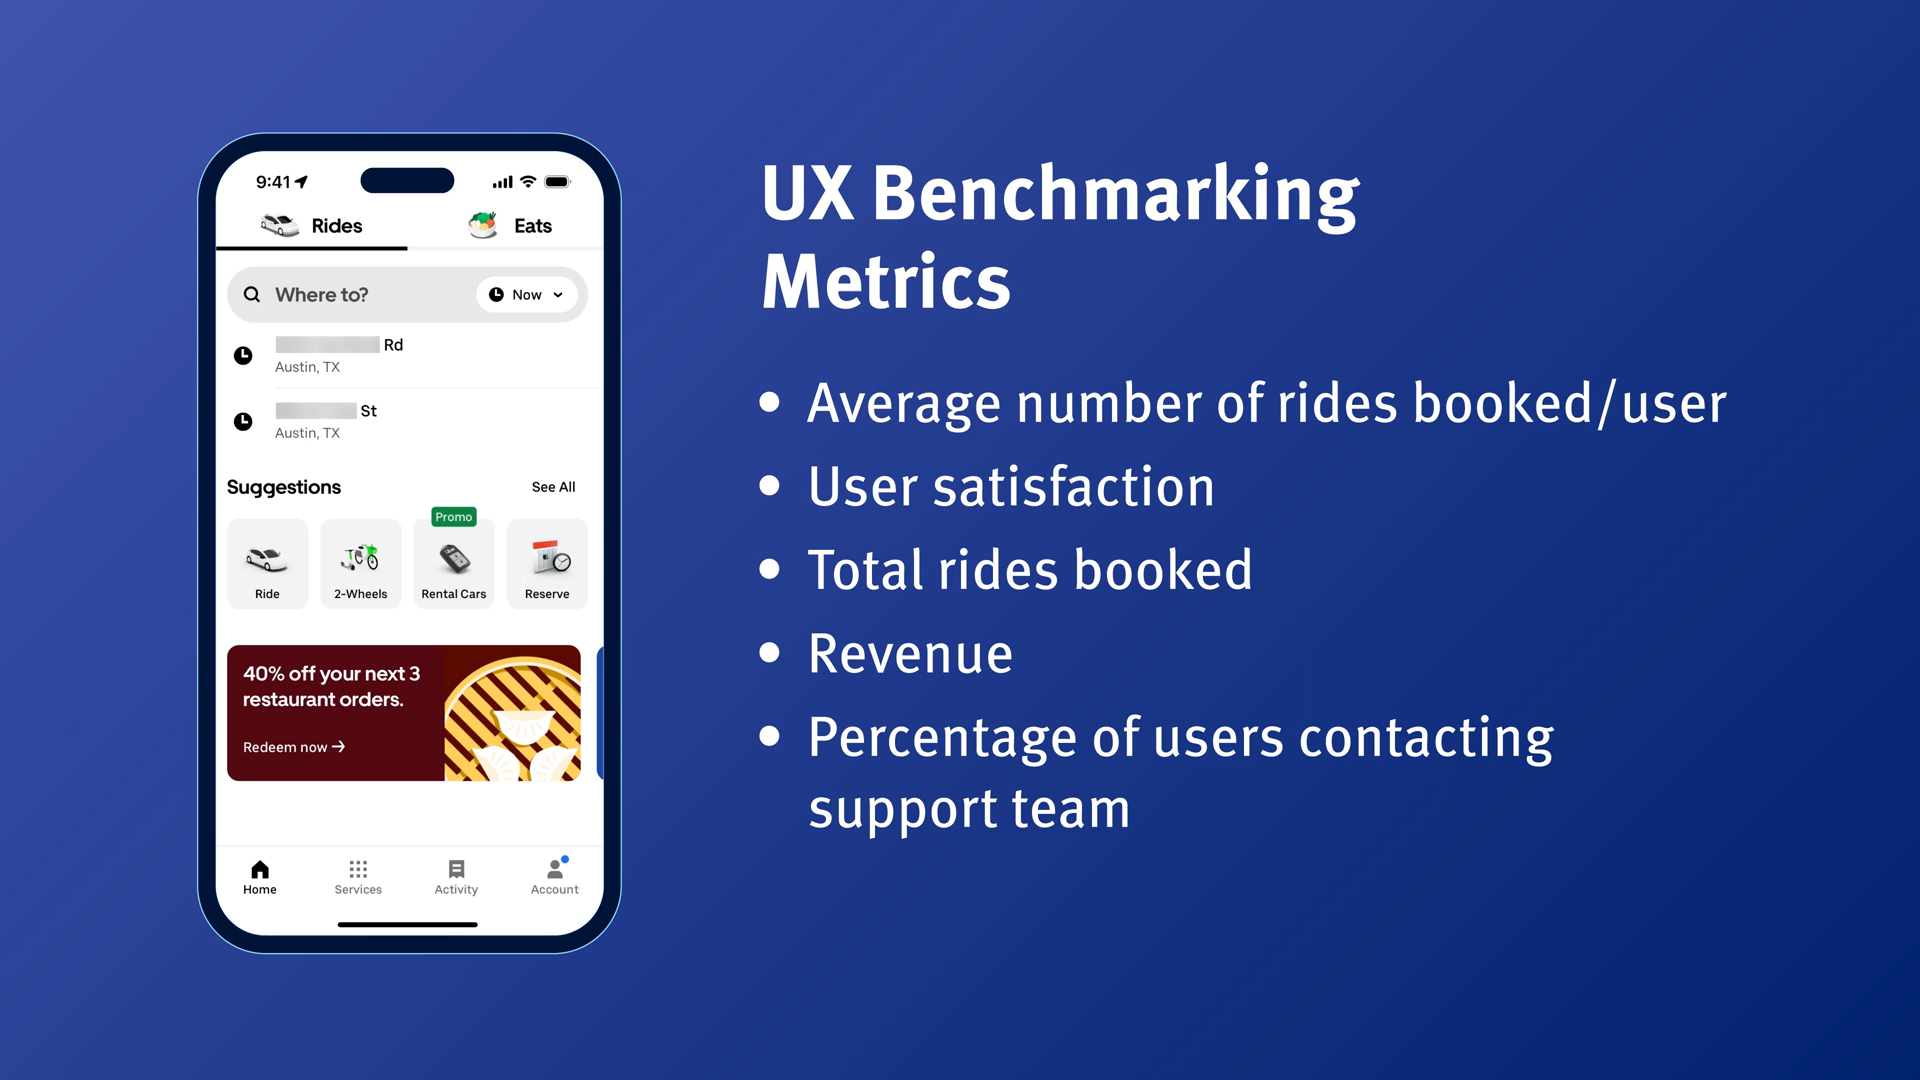 9:41
Rides
Eats
Where to?
Now
Rd
Austin, TX
St
Austin, TX
Suggestions
See All
Promo
Ride
2-Wheels
Rental Cars
Reserve
40% off your next 3
restaurant orders.
Redeem now →
Home
Services
Activity
Account
UX Benchmarking
Metrics
• Average number of rides booked/user
• User satisfaction
• Total rides booked
• Revenue
• Percentage of users contacting
support team